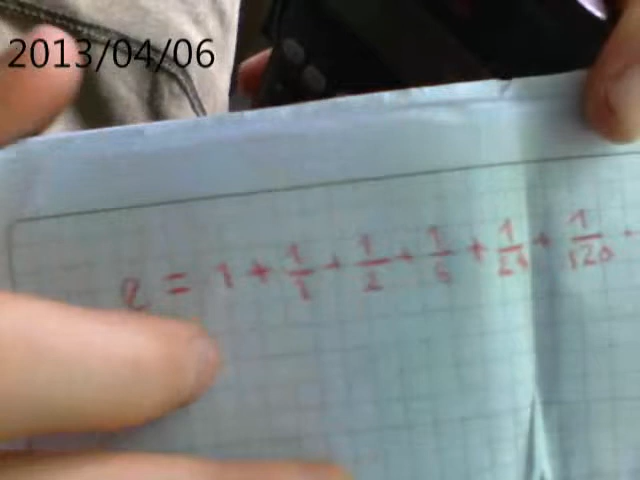 2013/04/06
e = 1 + 1/1 + 1/2 + 1/6 + 1/24 + 1/120